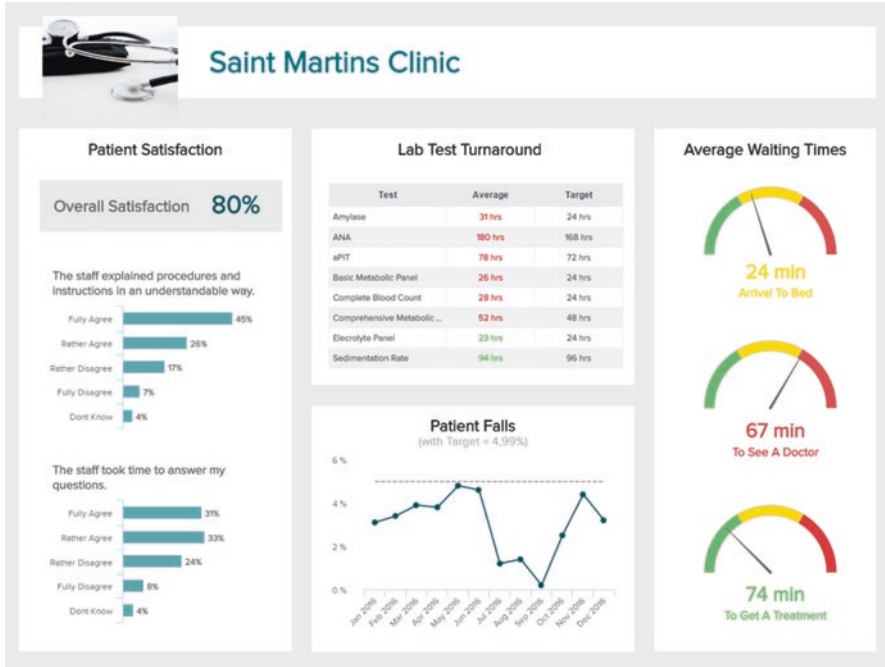 Saint Martins Clinic
Patient Satisfaction
Overall Satisfaction 80%
The staff explained procedures and
instructions in an understandable way.
Fully Agree 45%
Rather Agree 26%
Rather Disagree 17%
Fully Disagree 7%
Dont Know 4%
The staff took time to answer my
questions.
Fully Agree 31%
Rather Agree 33%
Rather Disagree 24%
Fully Disagree 8%
Dont Know 4%
Lab Test Turnaround
Test Average Target
Amylase 31 hrs 24 hrs
ANA 180 hrs 168 hrs
aPIT 78 hrs 72 hrs
Basic Metabolic Panel 26 hrs 24 hrs
Complete Blood Count 28 hrs 24 hrs
Comprehensive Metabolic ... 52 hrs 48 hrs
Elecrolyte Panel 23 hrs 24 hrs
Sedimentation Rate 94 hrs 96 hrs
Patient Falls
(with Target = 4,99%)
6 %
4 %
2 %
0 %
Jan 2016 Feb 2016 Mar 2016 Apr 2016 May 2016 Jun 2016 Jul 2016 Aug 2016 Sep 2016 Oct 2016 Nov 2016 Dec 2016
Average Waiting Times
24 min
Arrival To Bed
67 min
To See A Doctor
74 min
To Get A Treatment